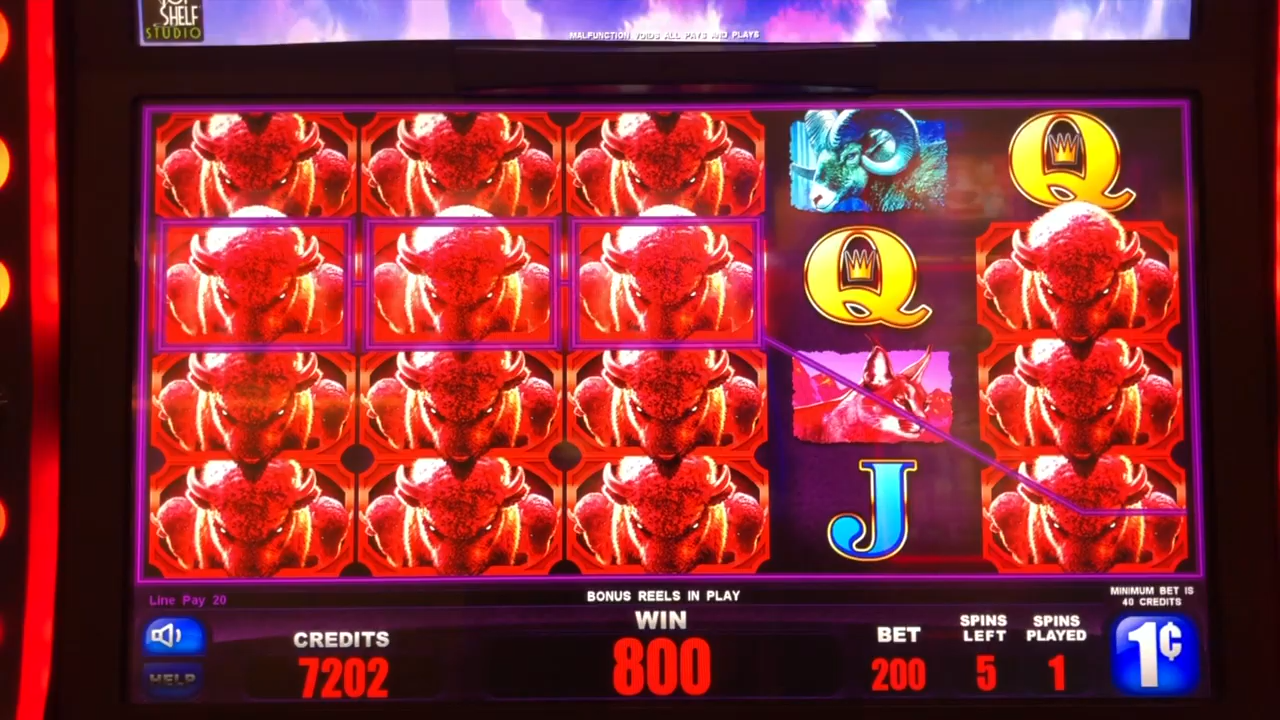 TOP
SHELF
STUDIO
MALFUNCTION VOIDS ALL PAYS AND PLAYS
Q
Q
J
Line Pay 20
BONUS REELS IN PLAY
MINIMUM BET IS
40 CREDITS
CREDITS
7202
WIN
800
BET
200
SPINS
LEFT
5
SPINS
PLAYED
1
1¢
HELP